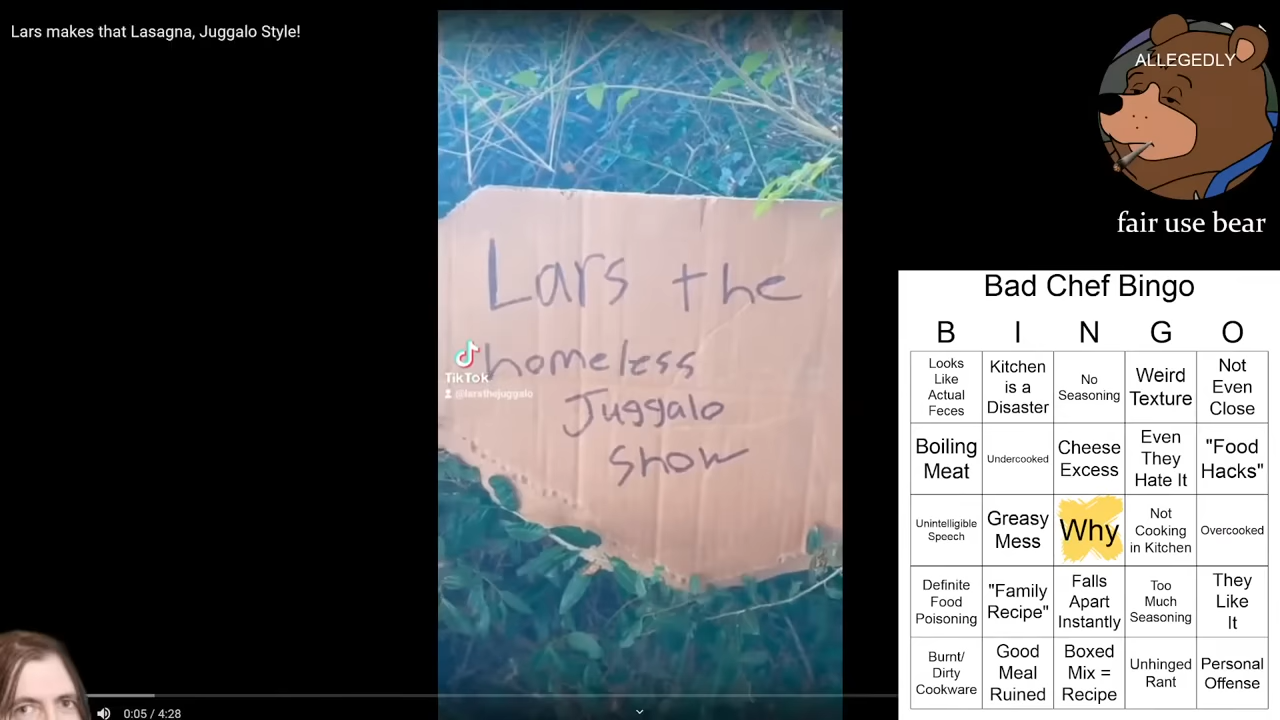 Lars makes that Lasagna, Juggalo Style!
ALLEGEDLY
fair use bear
Lars the
homeless
Juggalo
show
TikTok
@larsthejuggalo
Bad Chef Bingo
B I N G O
Looks
Like
Actual
Feces
Kitchen
is a
Disaster
No
Seasoning
Weird
Texture
Not
Even
Close
Boiling
Meat
Undercooked
Cheese
Excess
Even
They
Hate It
"Food
Hacks"
Unintelligible
Speech
Greasy
Mess
Why
Not
Cooking
in Kitchen
Overcooked
Definite
Food
Poisoning
"Family
Recipe"
Falls
Apart
Instantly
Too
Much
Seasoning
They
Like
It
Burnt/
Dirty
Cookware
Good
Meal
Ruined
Boxed
Mix =
Recipe
Unhinged
Rant
Personal
Offense
0:05 / 4:28